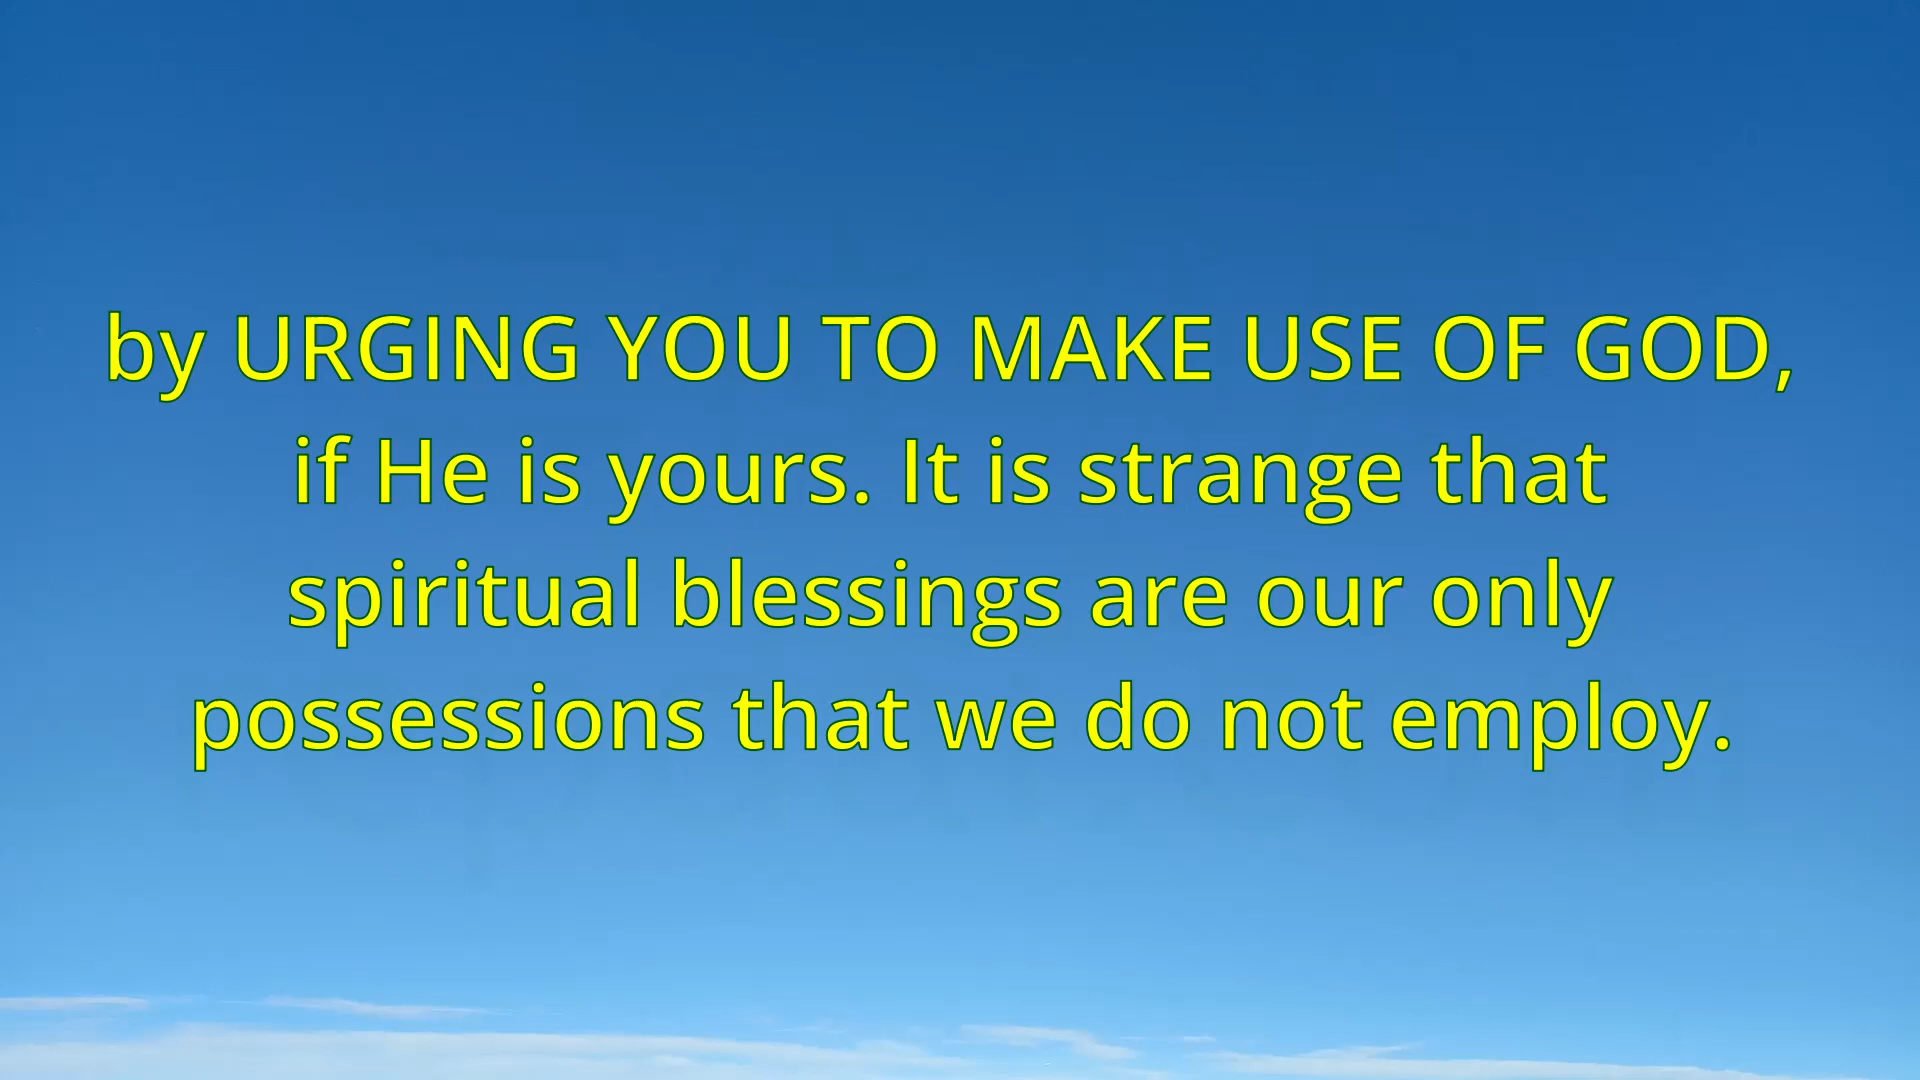 by URGING YOU TO MAKE USE OF GOD,
if He is yours. It is strange that
spiritual blessings are our only
possessions that we do not employ.